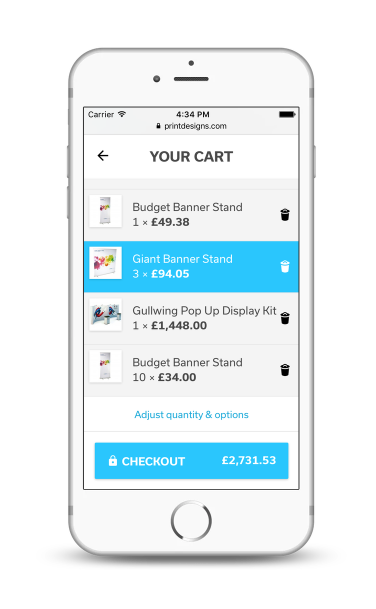 Carrier 4:34 PM
printdesigns.com
YOUR CART
Budget Banner Stand
1 × £49.38
Giant Banner Stand
3 × £94.05
Gullwing Pop Up Display Kit
1 × £1,448.00
Budget Banner Stand
10 × £34.00
Adjust quantity & options
CHECKOUT £2,731.53